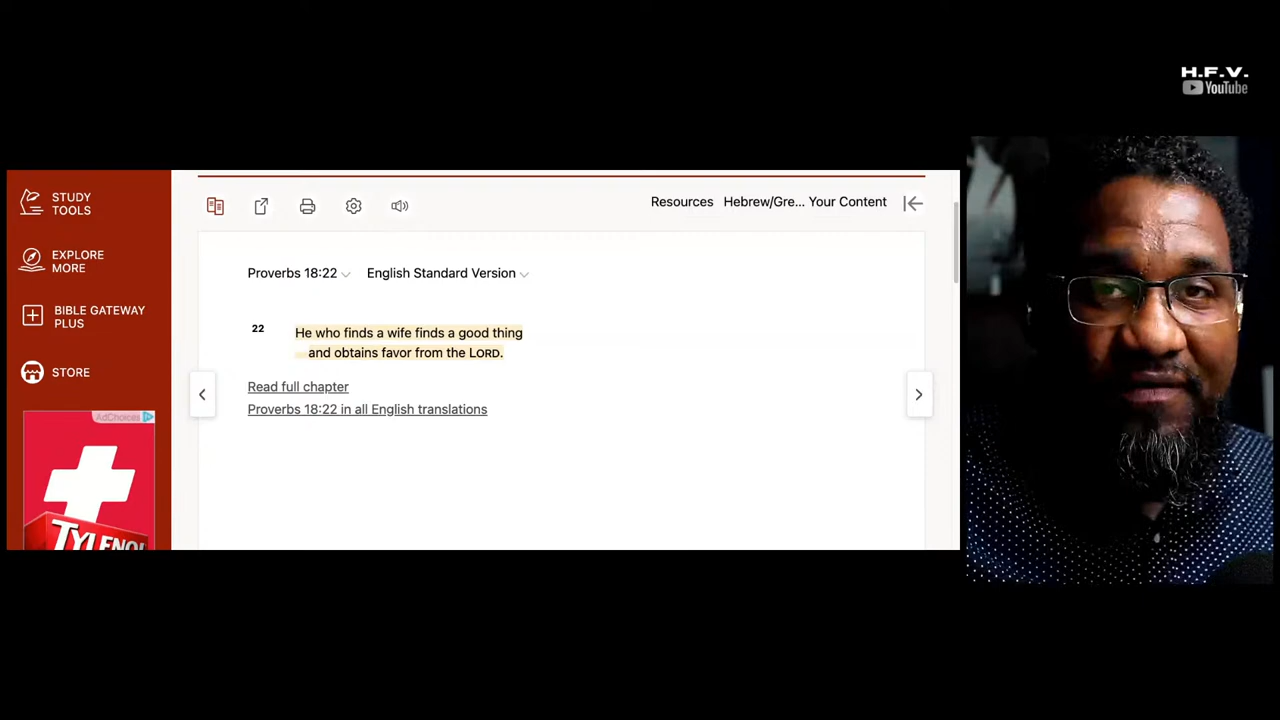 H.F.V.
YouTube
STUDY
TOOLS
EXPLORE
MORE
BIBLE GATEWAY
PLUS
STORE
AdChoices
TYLENOL
Resources Hebrew/Gre... Your Content
Proverbs 18:22 English Standard Version
22 He who finds a wife finds a good thing
and obtains favor from the LORD.
Read full chapter
Proverbs 18:22 in all English translations